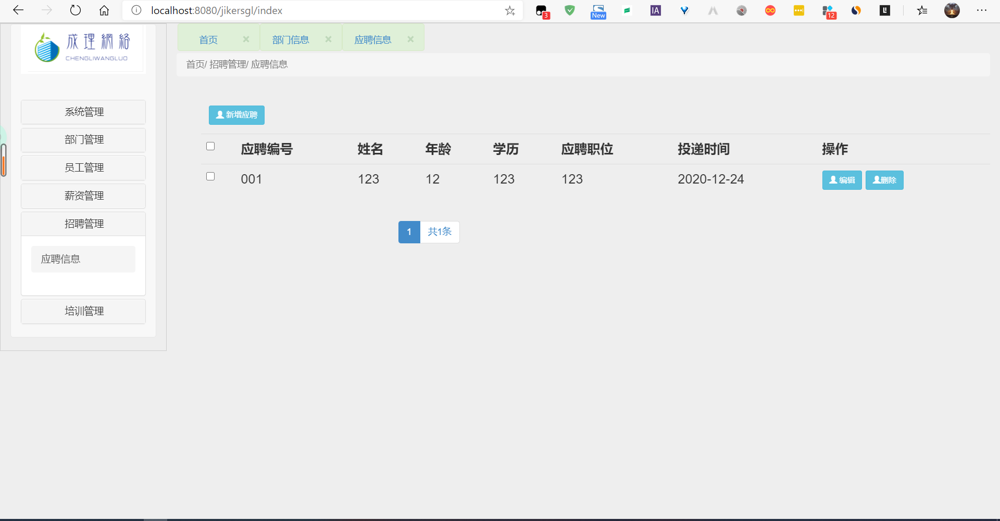 localhost:8080/jikersgl/index
3
New
IA
12
成理網絡
CHENGLIWANGLUO
首页 ×
部门信息 ×
应聘信息 ×
首页/ 招聘管理/ 应聘信息
系统管理
部门管理
员工管理
薪资管理
招聘管理
应聘信息
培训管理
新增应聘
应聘编号 姓名 年龄 学历 应聘职位 投递时间 操作
001 123 12 123 123 2020-12-24 编辑 删除
1 共1条